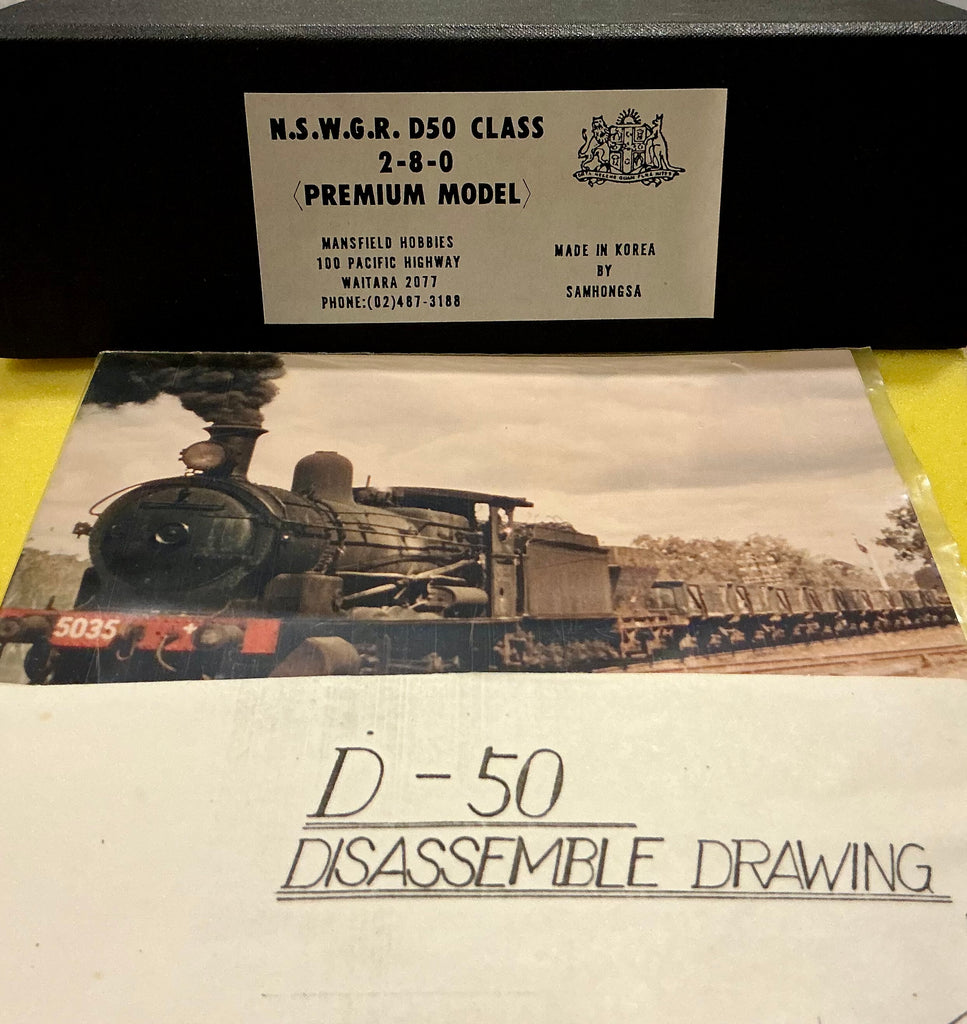 N.S.W.G.R. D50 CLASS
2-8-0
〈PREMIUM MODEL〉
MANSFIELD HOBBIES
100 PACIFIC HIGHWAY
WAITARA 2077
PHONE:(02)487-3188
MADE IN KOREA
BY
SAMHONGSA
5035
D-50
DISASSEMBLE DRAWING